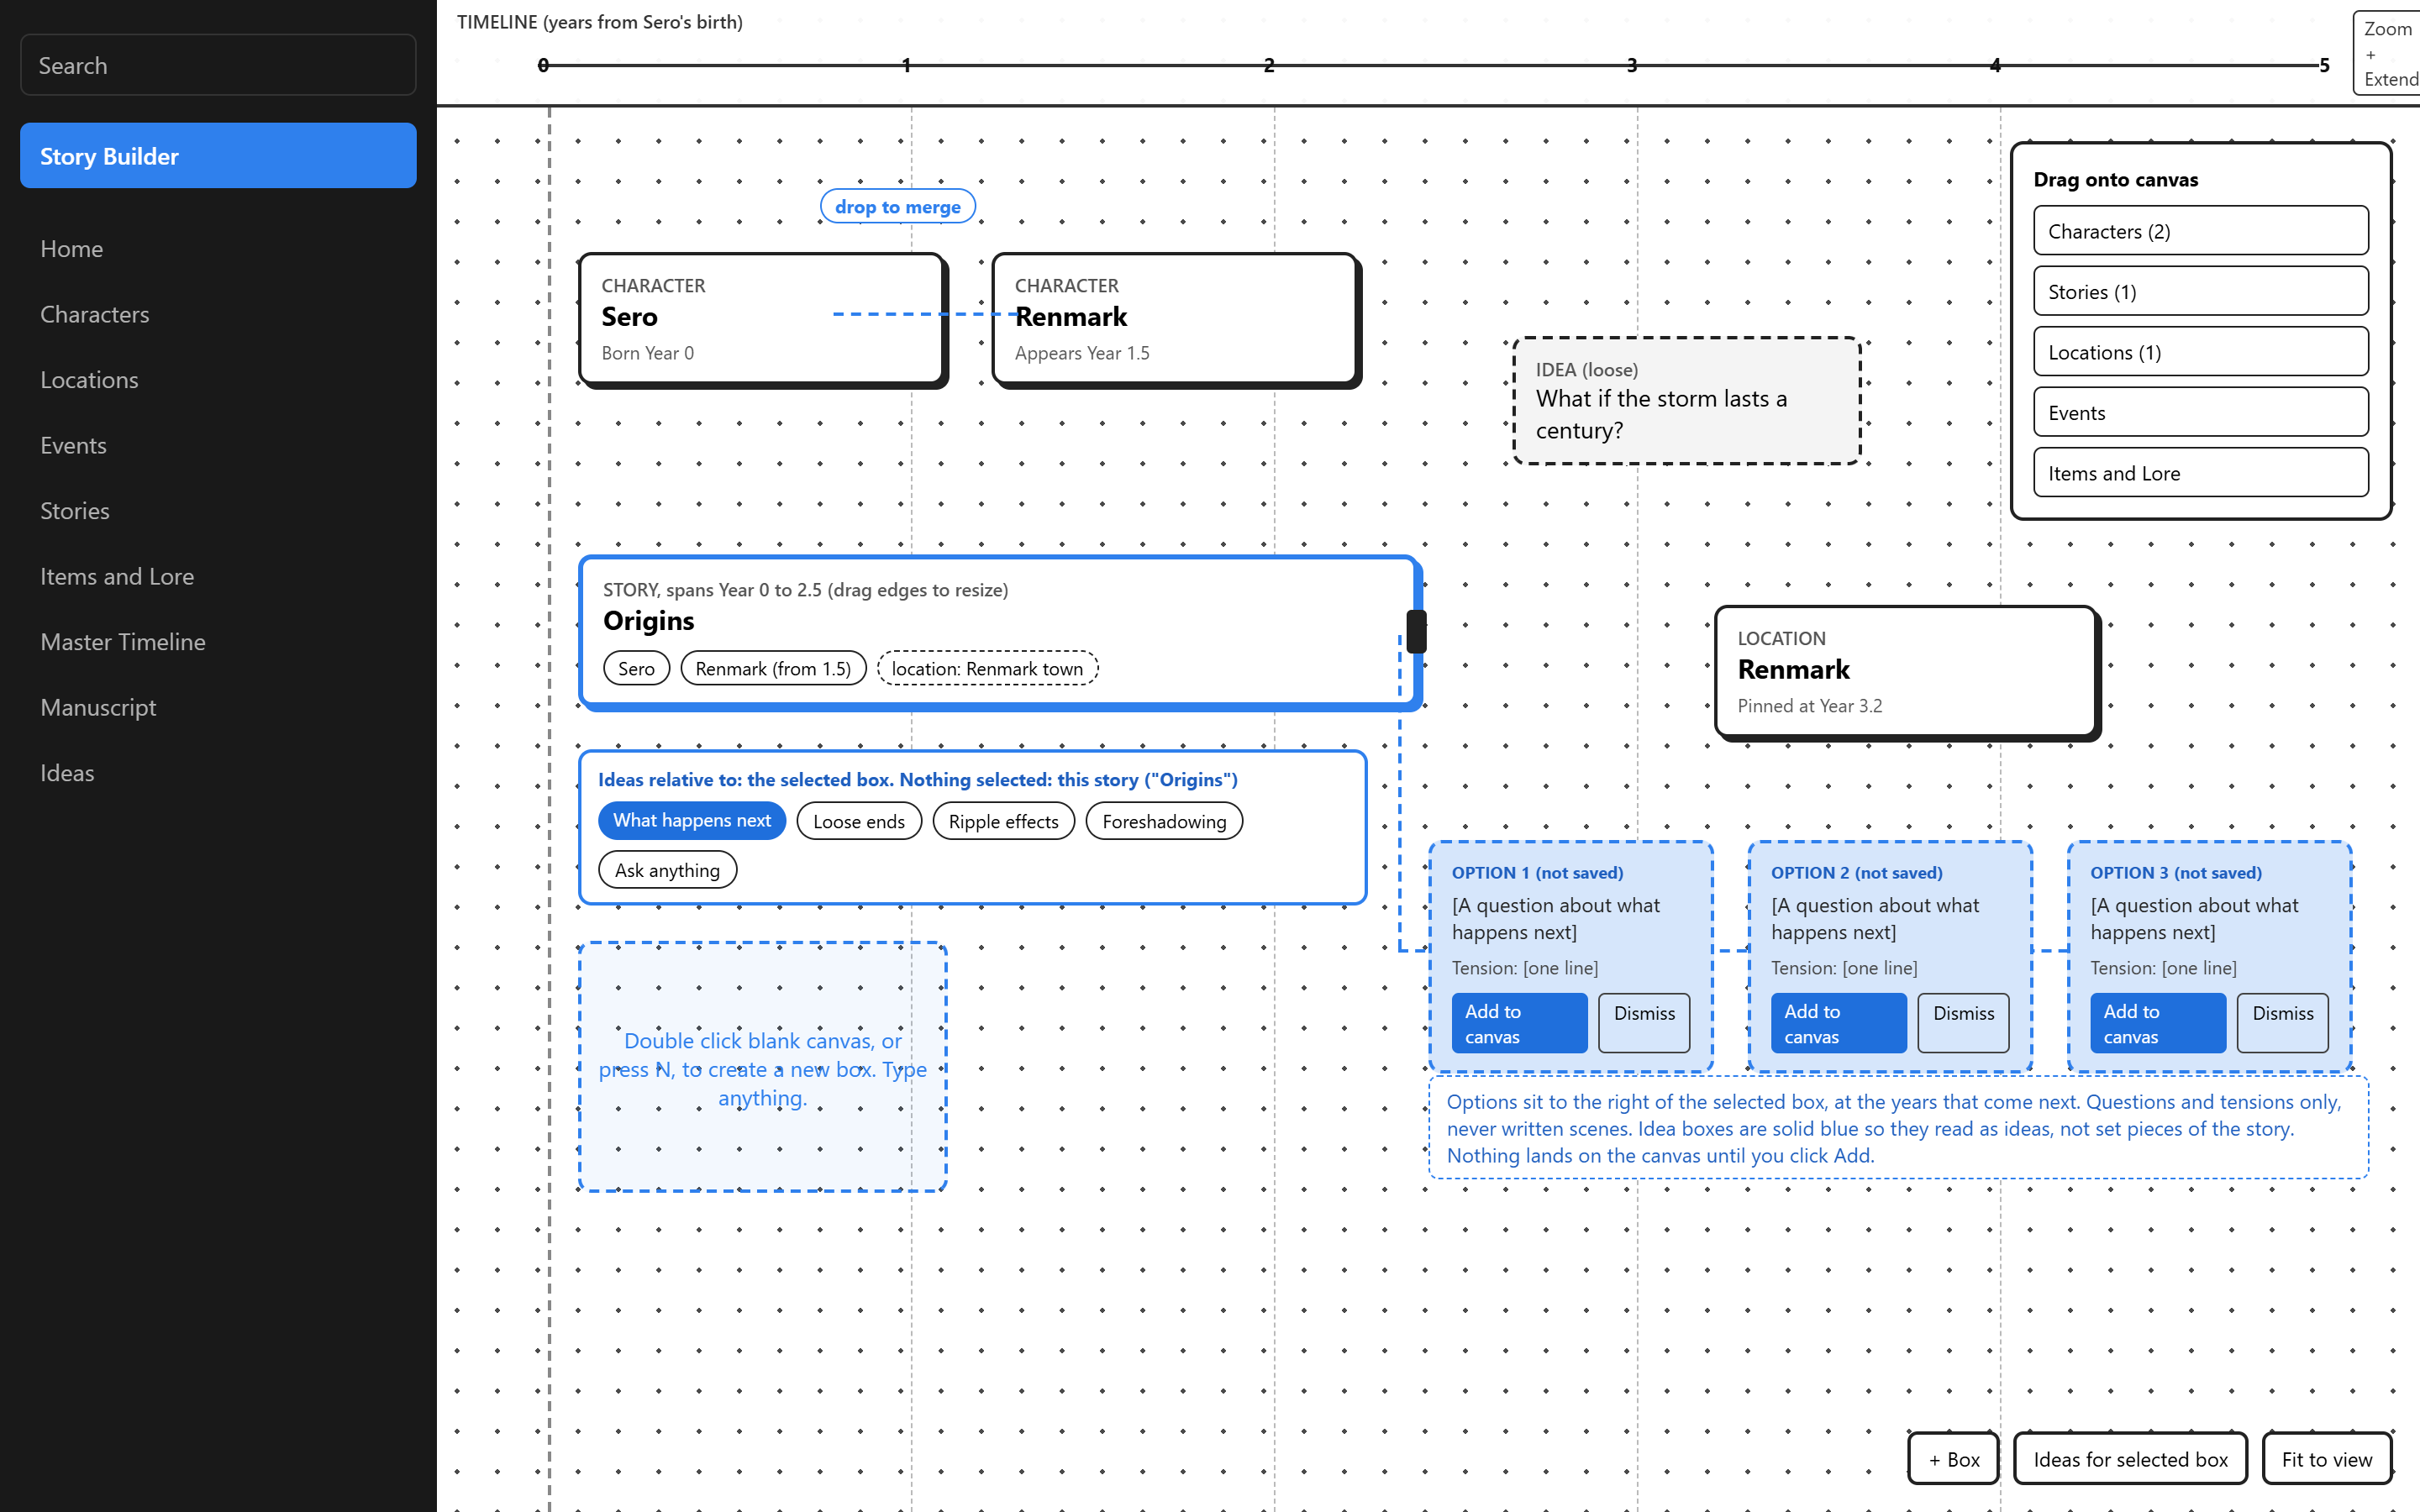 Search
Story Builder
Home
Characters
Locations
Events
Stories
Items and Lore
Master Timeline
Manuscript
Ideas
TIMELINE (years from Sero's birth)
0 1 2 3 4 5
Zoom
+
Extend
drop to merge
CHARACTER
Sero
Born Year 0
CHARACTER
Renmark
Appears Year 1.5
IDEA (loose)
What if the storm lasts a
century?
Drag onto canvas
Characters (2)
Stories (1)
Locations (1)
Events
Items and Lore
STORY, spans Year 0 to 2.5 (drag edges to resize)
Origins
Sero
Renmark (from 1.5)
location: Renmark town
LOCATION
Renmark
Pinned at Year 3.2
Ideas relative to: the selected box. Nothing selected: this story ("Origins")
What happens next
Loose ends
Ripple effects
Foreshadowing
Ask anything
Double click blank canvas, or
press N, to create a new box. Type
anything.
OPTION 1 (not saved)
[A question about what
happens next]
Tension: [one line]
Add to
canvas
Dismiss
OPTION 2 (not saved)
[A question about what
happens next]
Tension: [one line]
Add to
canvas
Dismiss
OPTION 3 (not saved)
[A question about what
happens next]
Tension: [one line]
Add to
canvas
Dismiss
Options sit to the right of the selected box, at the years that come next. Questions and tensions only,
never written scenes. Idea boxes are solid blue so they read as ideas, not set pieces of the story.
Nothing lands on the canvas until you click Add.
+ Box
Ideas for selected box
Fit to view